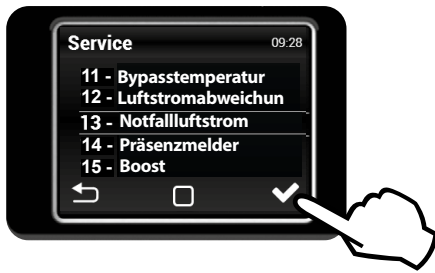 Service 09:28
11 - Bypasstemperatur
12 - Luftstromabweichun
13 - Notfallluftstrom
14 - Präsenzmelder
15 - Boost